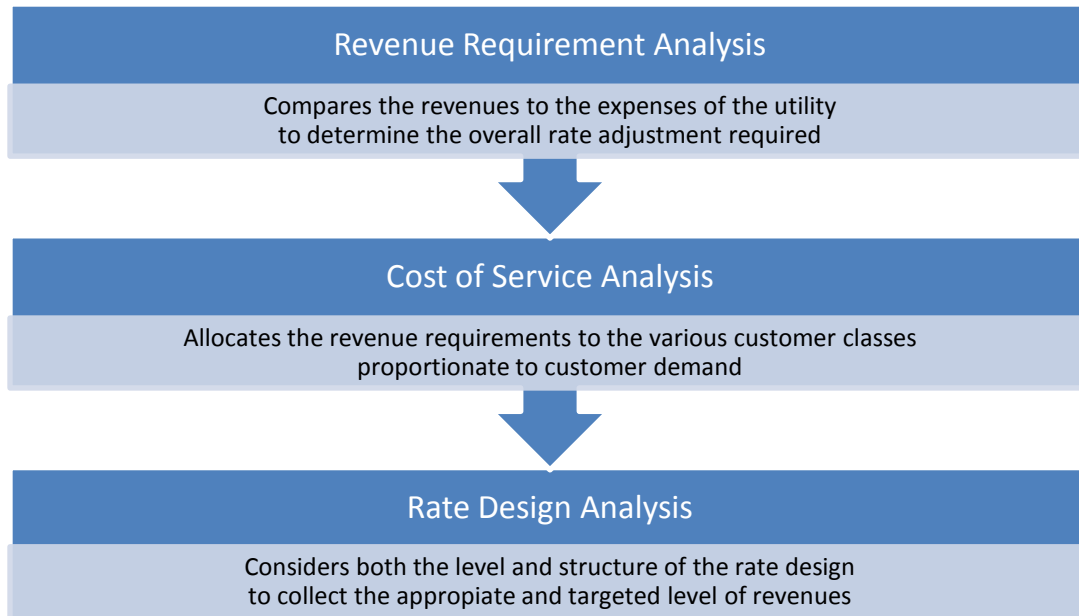 Revenue Requirement Analysis
Compares the revenues to the expenses of the utility
to determine the overall rate adjustment required
Cost of Service Analysis
Allocates the revenue requirements to the various customer classes
proportionate to customer demand
Rate Design Analysis
Considers both the level and structure of the rate design
to collect the appropiate and targeted level of revenues